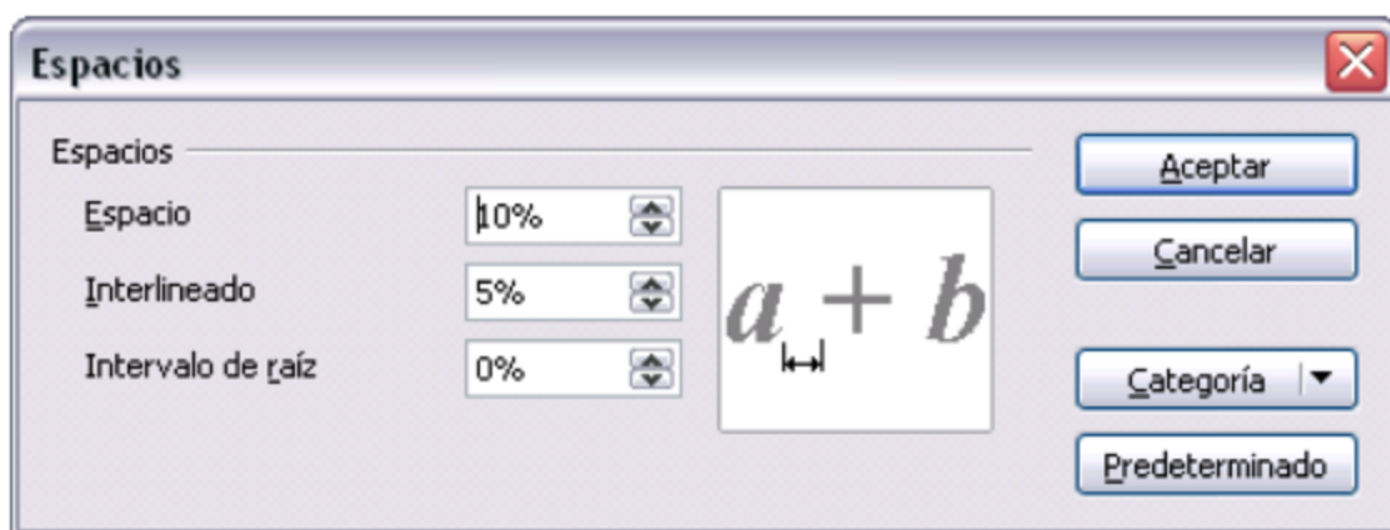 Espacios
Espacios
Espacio 10%
Interlineado 5%
Intervalo de raíz 0%
a + b
Aceptar
Cancelar
Categoría
Predeterminado